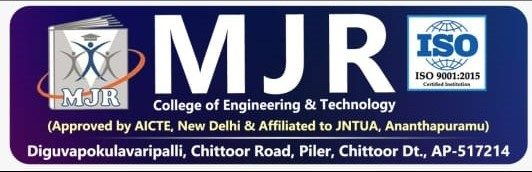 MJR
MJR
ISO
ISO 9001:2015
Certified Institution
College of Engineering & Technology
(Approved by AICTE, New Delhi & Affiliated to JNTUA, Ananthapuramu)
Diguvapokulavaripalli, Chittoor Road, Piler, Chittoor Dt., AP-517214